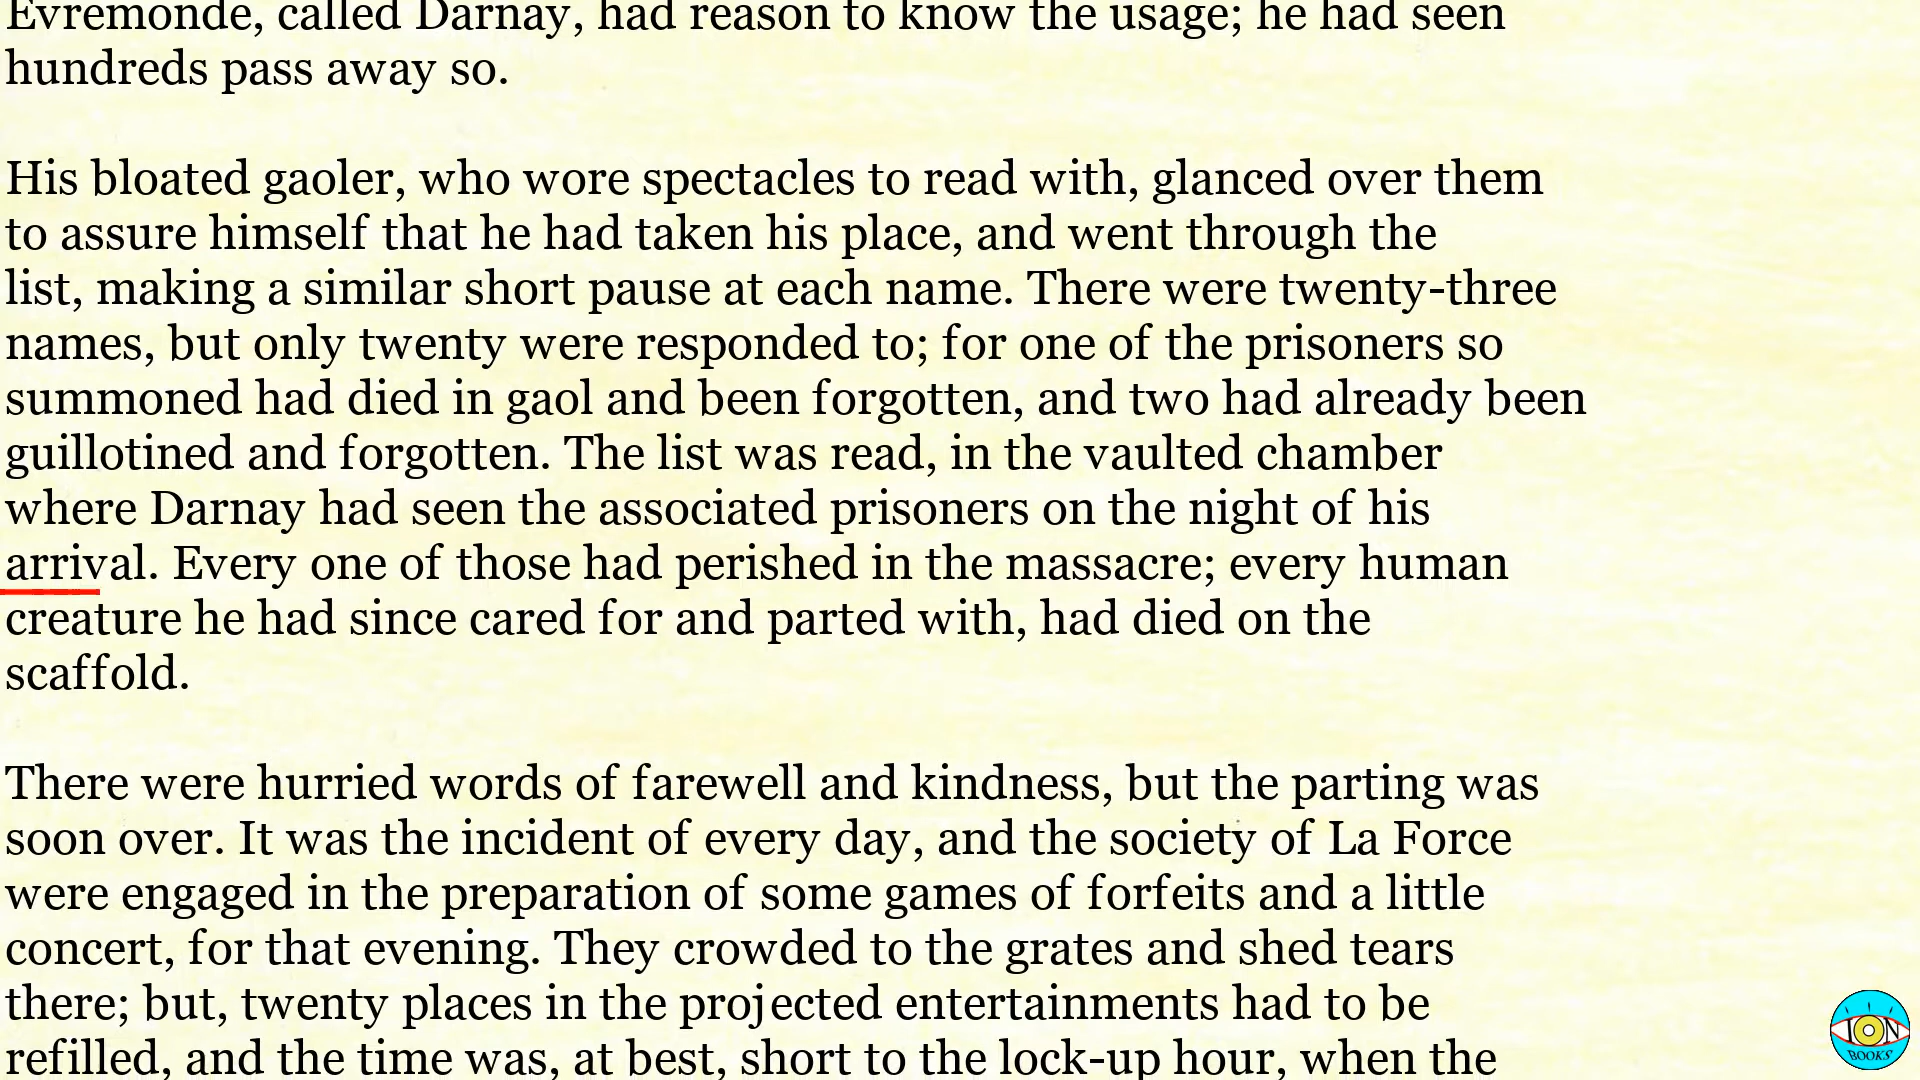 Evremonde, called Darnay, had reason to know the usage; he had seen
hundreds pass away so.
His bloated gaoler, who wore spectacles to read with, glanced over them
to assure himself that he had taken his place, and went through the
list, making a similar short pause at each name. There were twenty-three
names, but only twenty were responded to; for one of the prisoners so
summoned had died in gaol and been forgotten, and two had already been
guillotined and forgotten. The list was read, in the vaulted chamber
where Darnay had seen the associated prisoners on the night of his
arrival. Every one of those had perished in the massacre; every human
creature he had since cared for and parted with, had died on the
scaffold.
There were hurried words of farewell and kindness, but the parting was
soon over. It was the incident of every day, and the society of La Force
were engaged in the preparation of some games of forfeits and a little
concert, for that evening. They crowded to the grates and shed tears
there; but, twenty places in the projected entertainments had to be
refilled, and the time was, at best, short to the lock-up hour, when the
ION
BOOKS